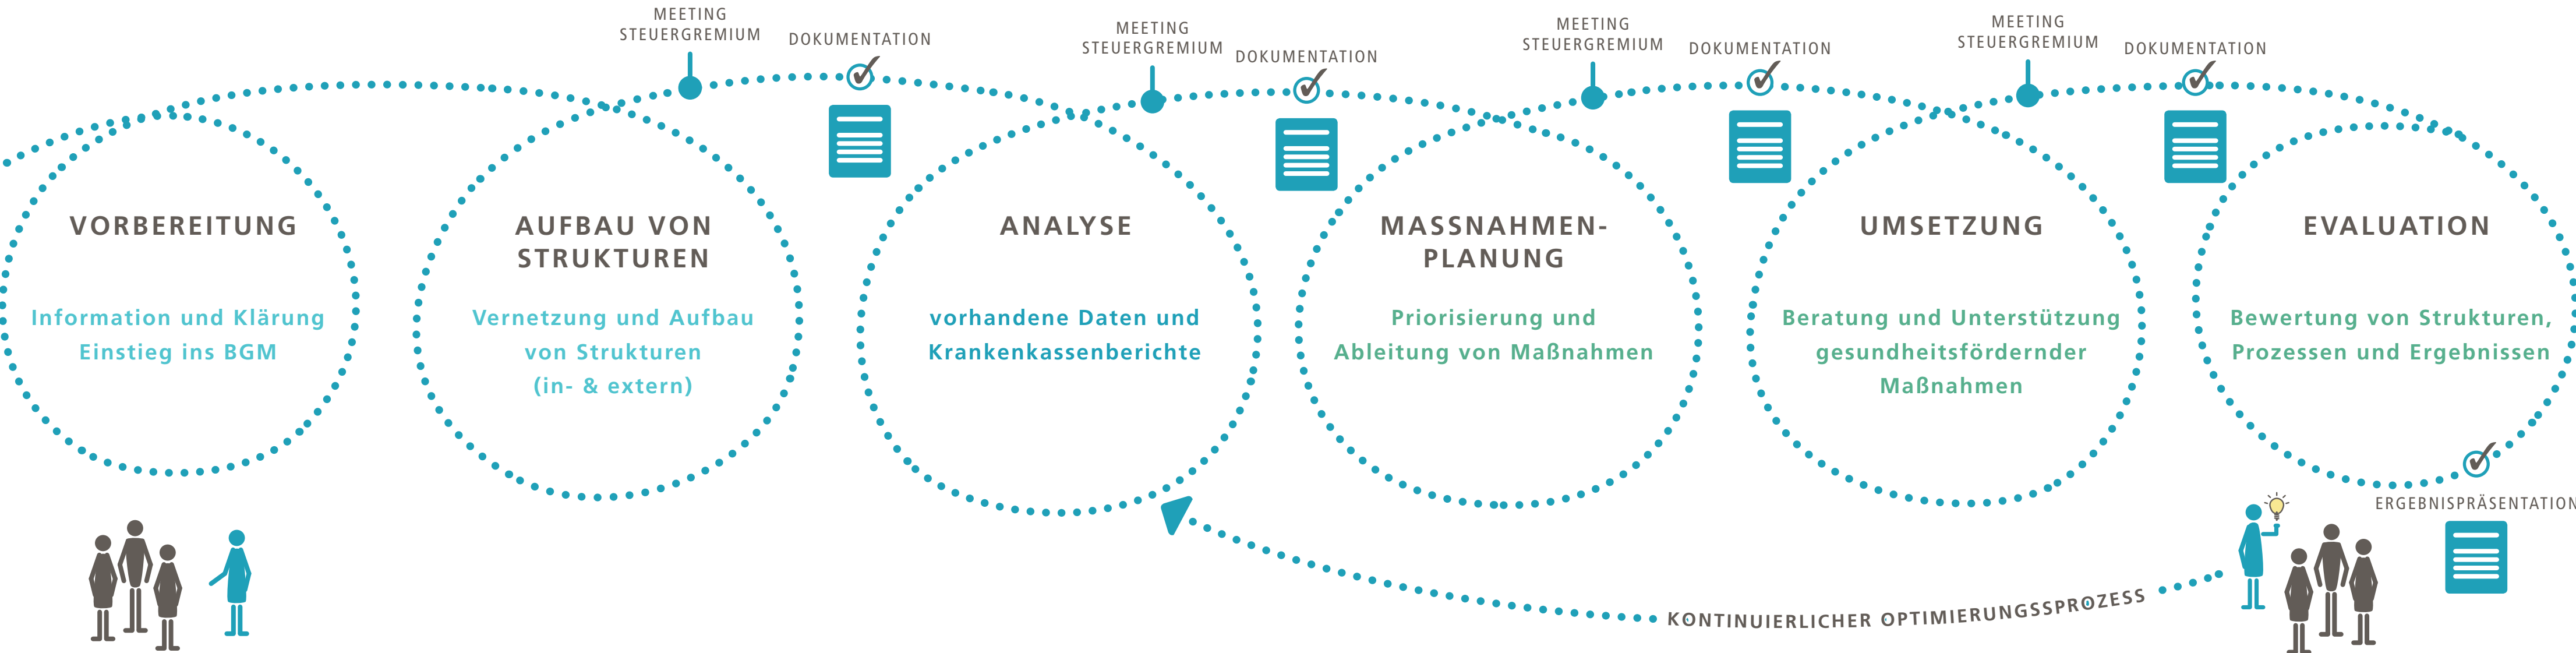 MEETING
STEUERGREMIUM
DOKUMENTATION
MEETING
STEUERGREMIUM
DOKUMENTATION
MEETING
STEUERGREMIUM
DOKUMENTATION
MEETING
STEUERGREMIUM
DOKUMENTATION
VORBEREITUNG
Information und Klärung
Einstieg ins BGM
AUFBAU VON
STRUKTUREN
Vernetzung und Aufbau
von Strukturen
(in- & extern)
ANALYSE
vorhandene Daten und
Krankenkassenberichte
MASSNAHMEN-
PLANUNG
Priorisierung und
Ableitung von Maßnahmen
UMSETZUNG
Beratung und Unterstützung
gesundheitsfördernder
Maßnahmen
EVALUATION
Bewertung von Strukturen,
Prozessen und Ergebnissen
ERGEBNISPRÄSENTATION
KONTINUIERLICHER OPTIMIERUNGSSPROZESS